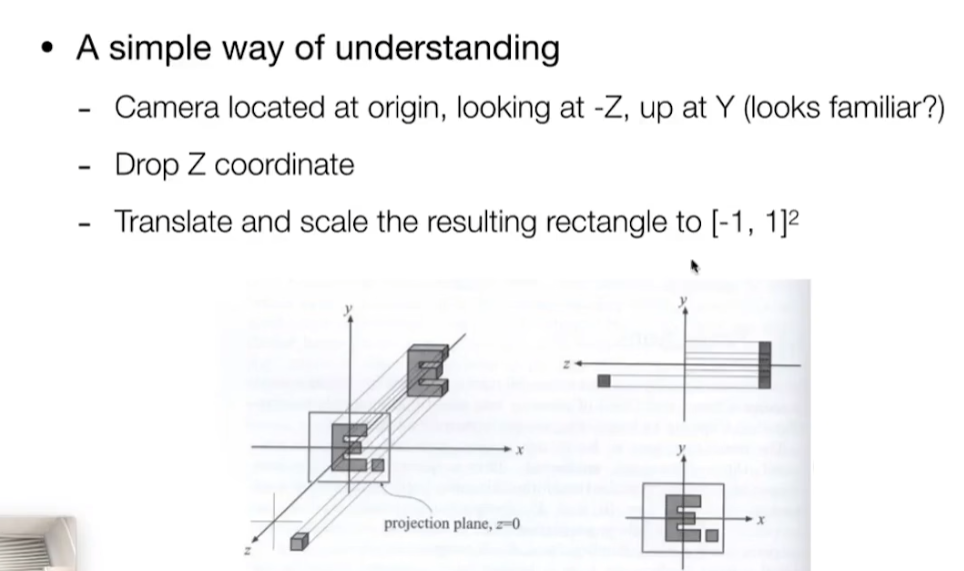 • A simple way of understanding
- Camera located at origin, looking at -Z, up at Y (looks familiar?)
- Drop Z coordinate
- Translate and scale the resulting rectangle to [-1, 1]²
y
y
z
E
E.
x
y
projection plane, z=0
E.
x
z